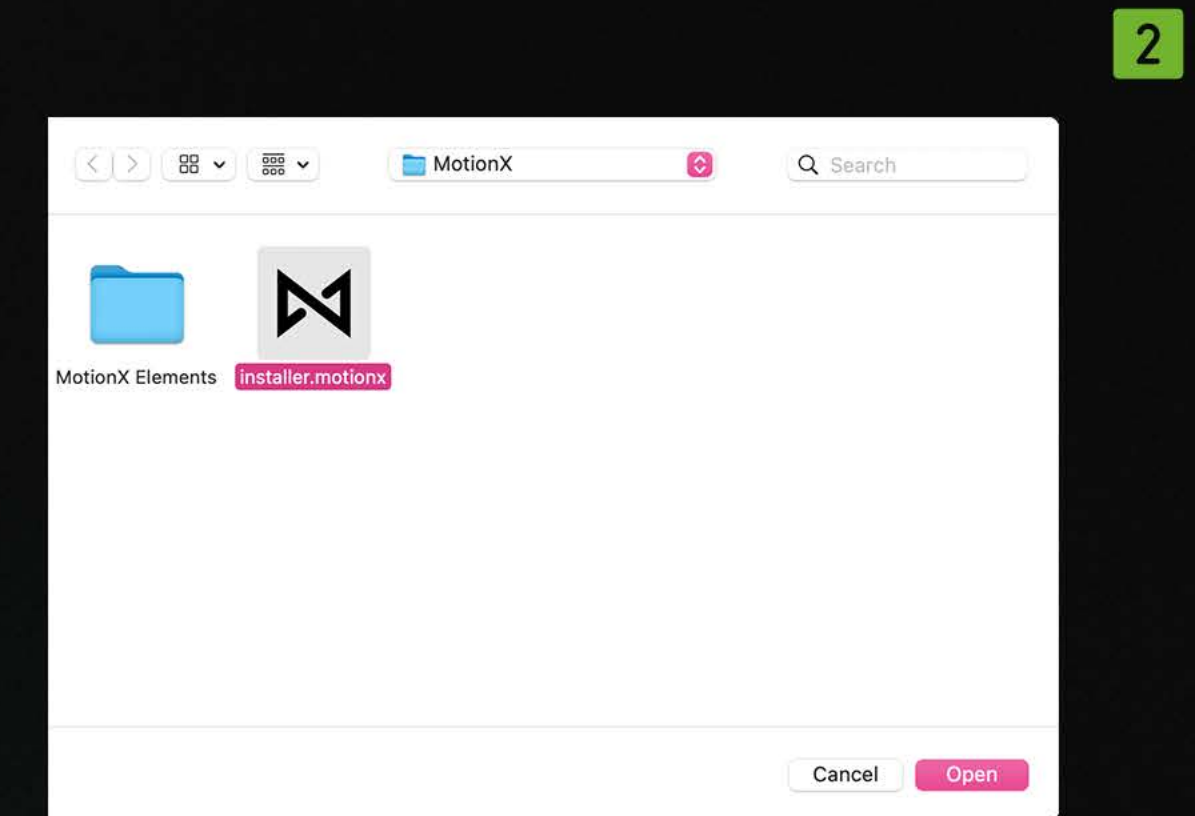 2
MotionX
Search
MotionX Elements
installer.motionx
Cancel
Open